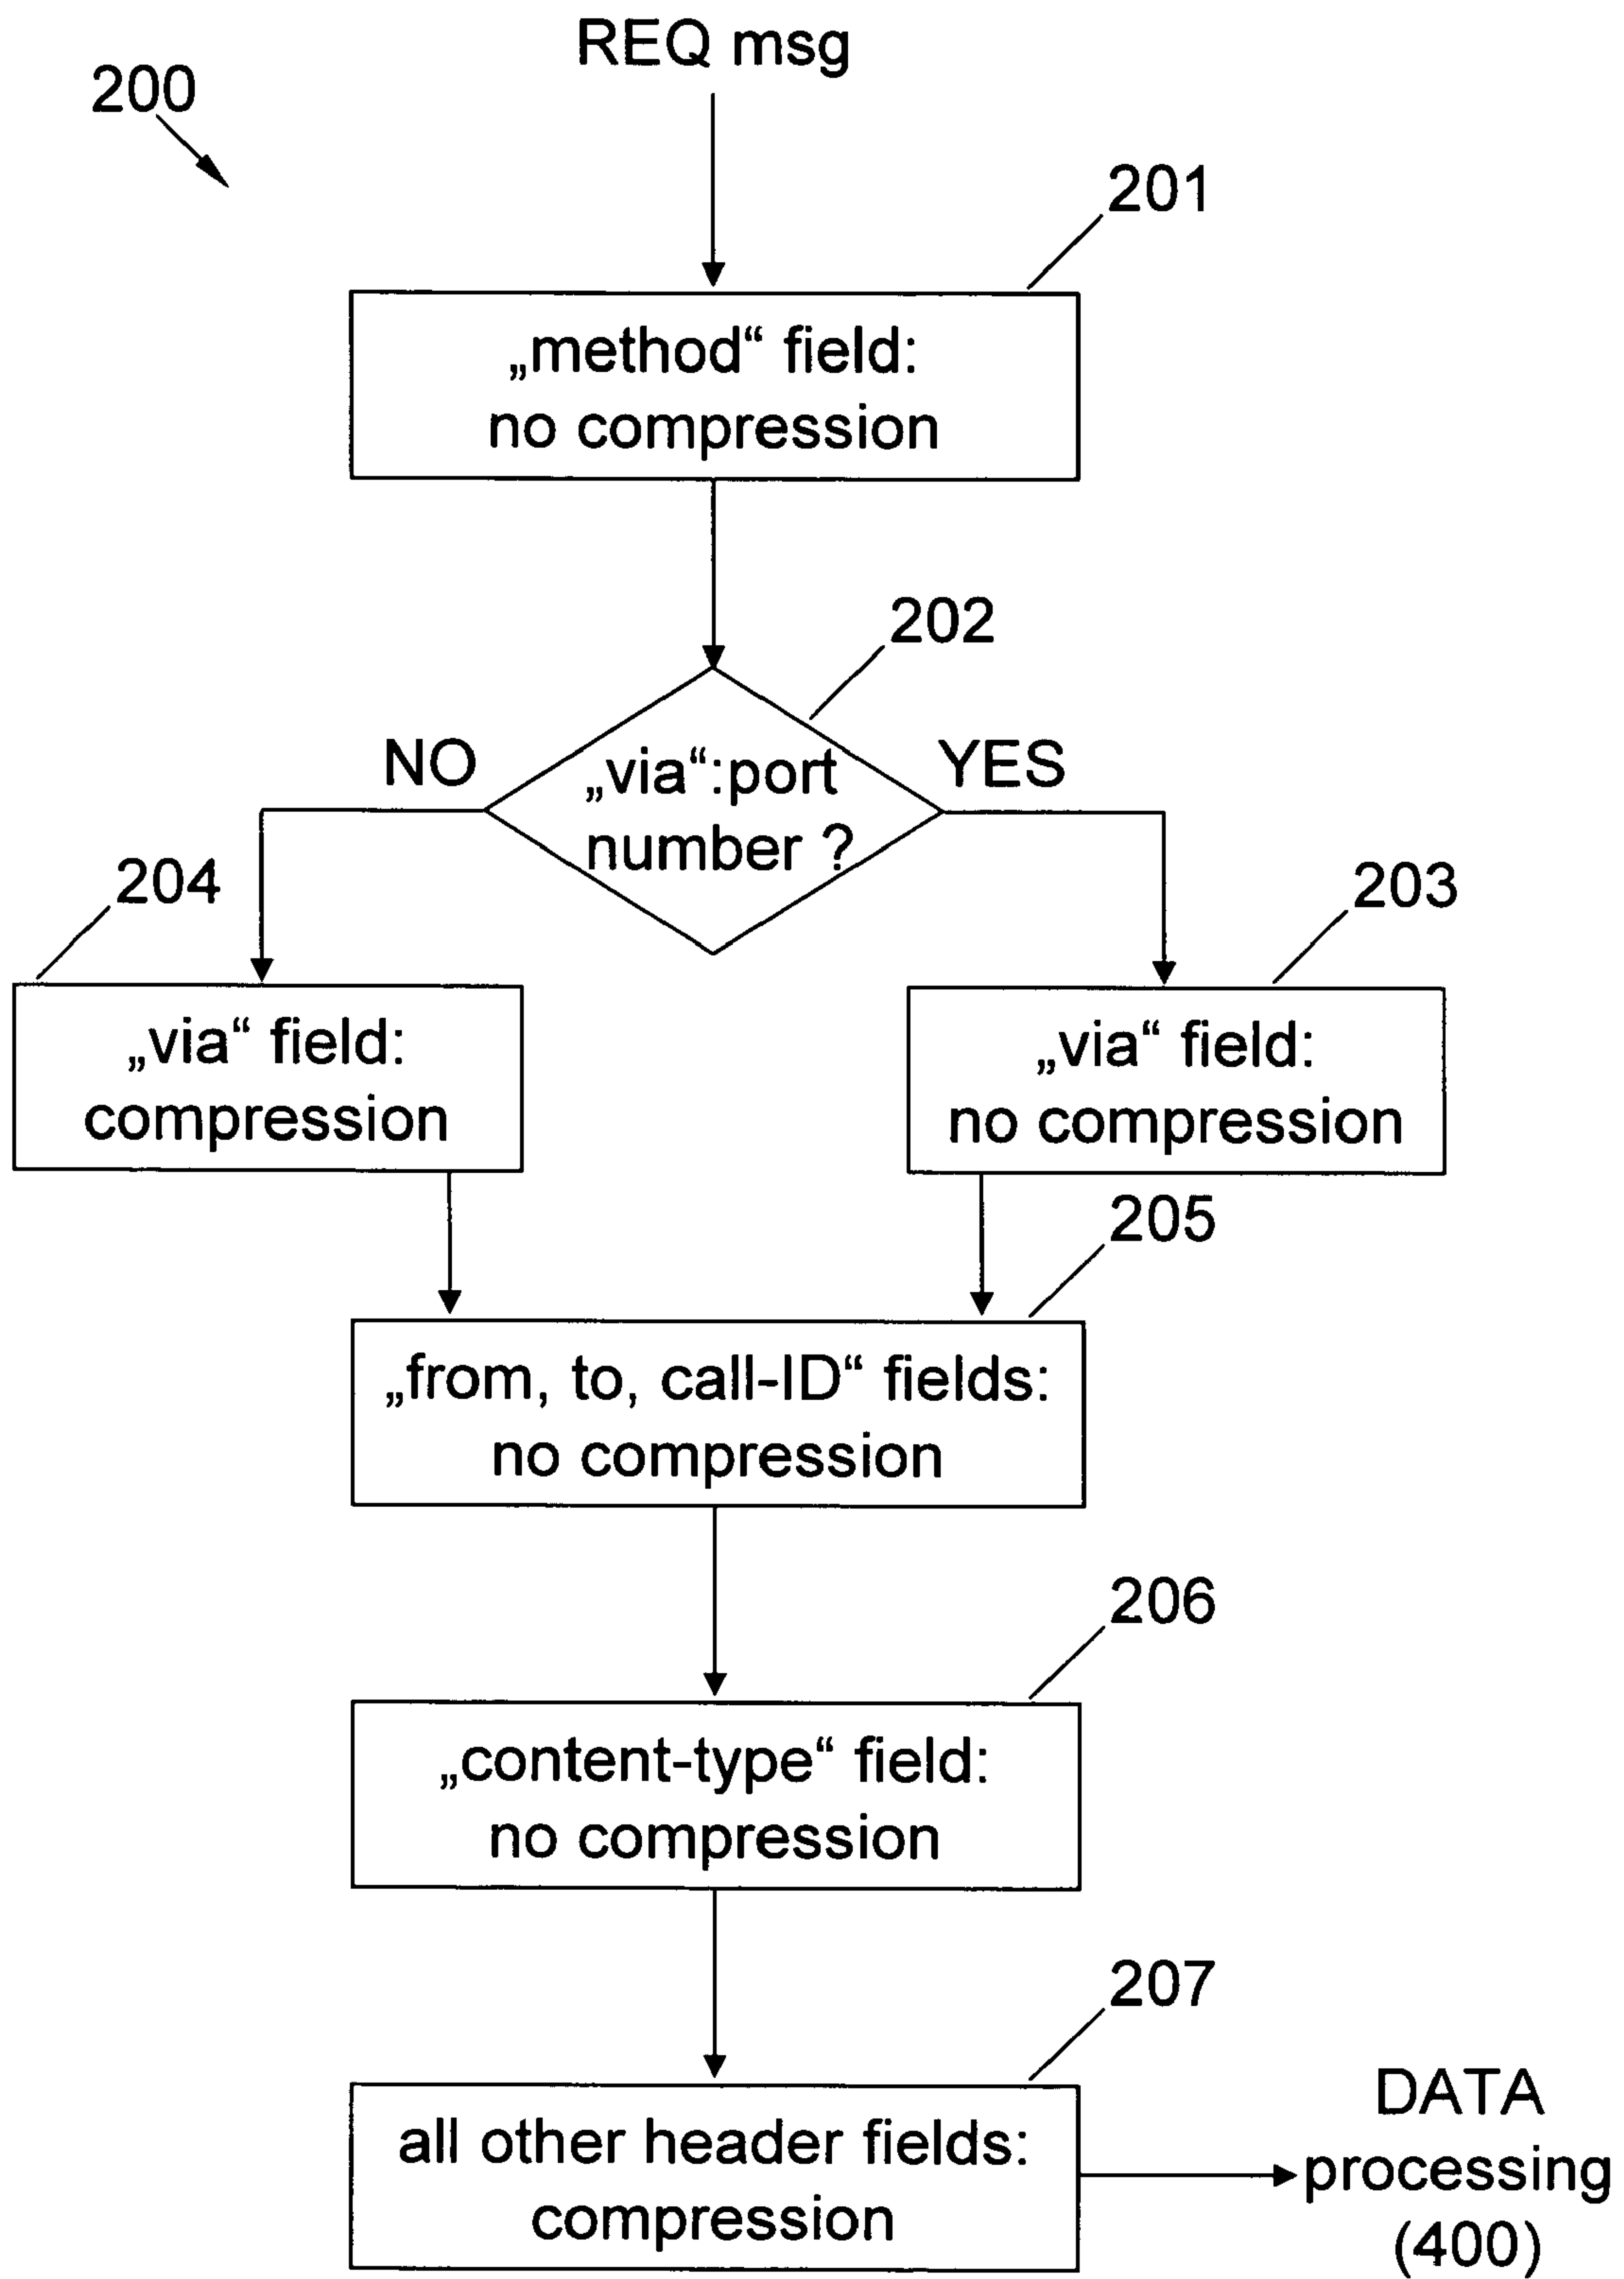 REQ msg
200
201
„method“ field:
no compression
202
NO
„via“:port
number ?
YES
204
203
„via“ field:
compression
„via“ field:
no compression
205
„from, to, call-ID“ fields:
no compression
206
„content-type“ field:
no compression
207
all other header fields:
compression
DATA
processing
(400)